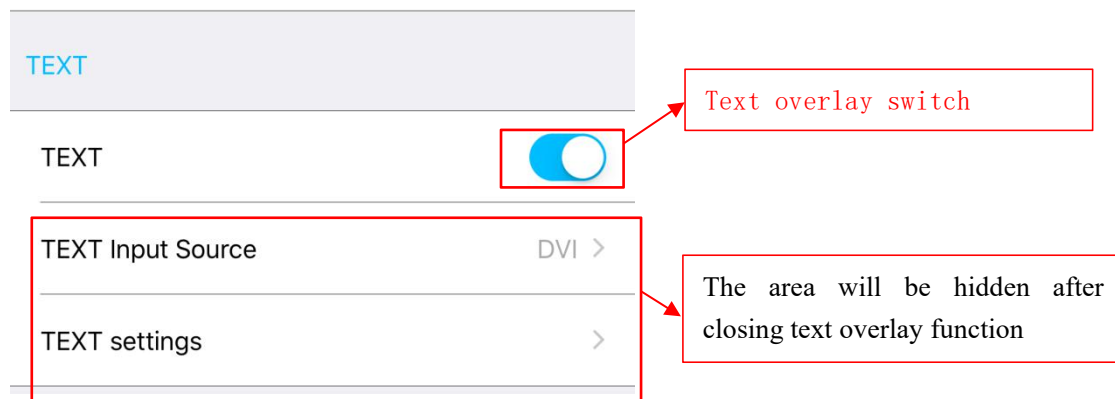 TEXT
Text overlay switch
TEXT
TEXT Input Source DVI >
The area will be hidden after
closing text overlay function
TEXT settings >